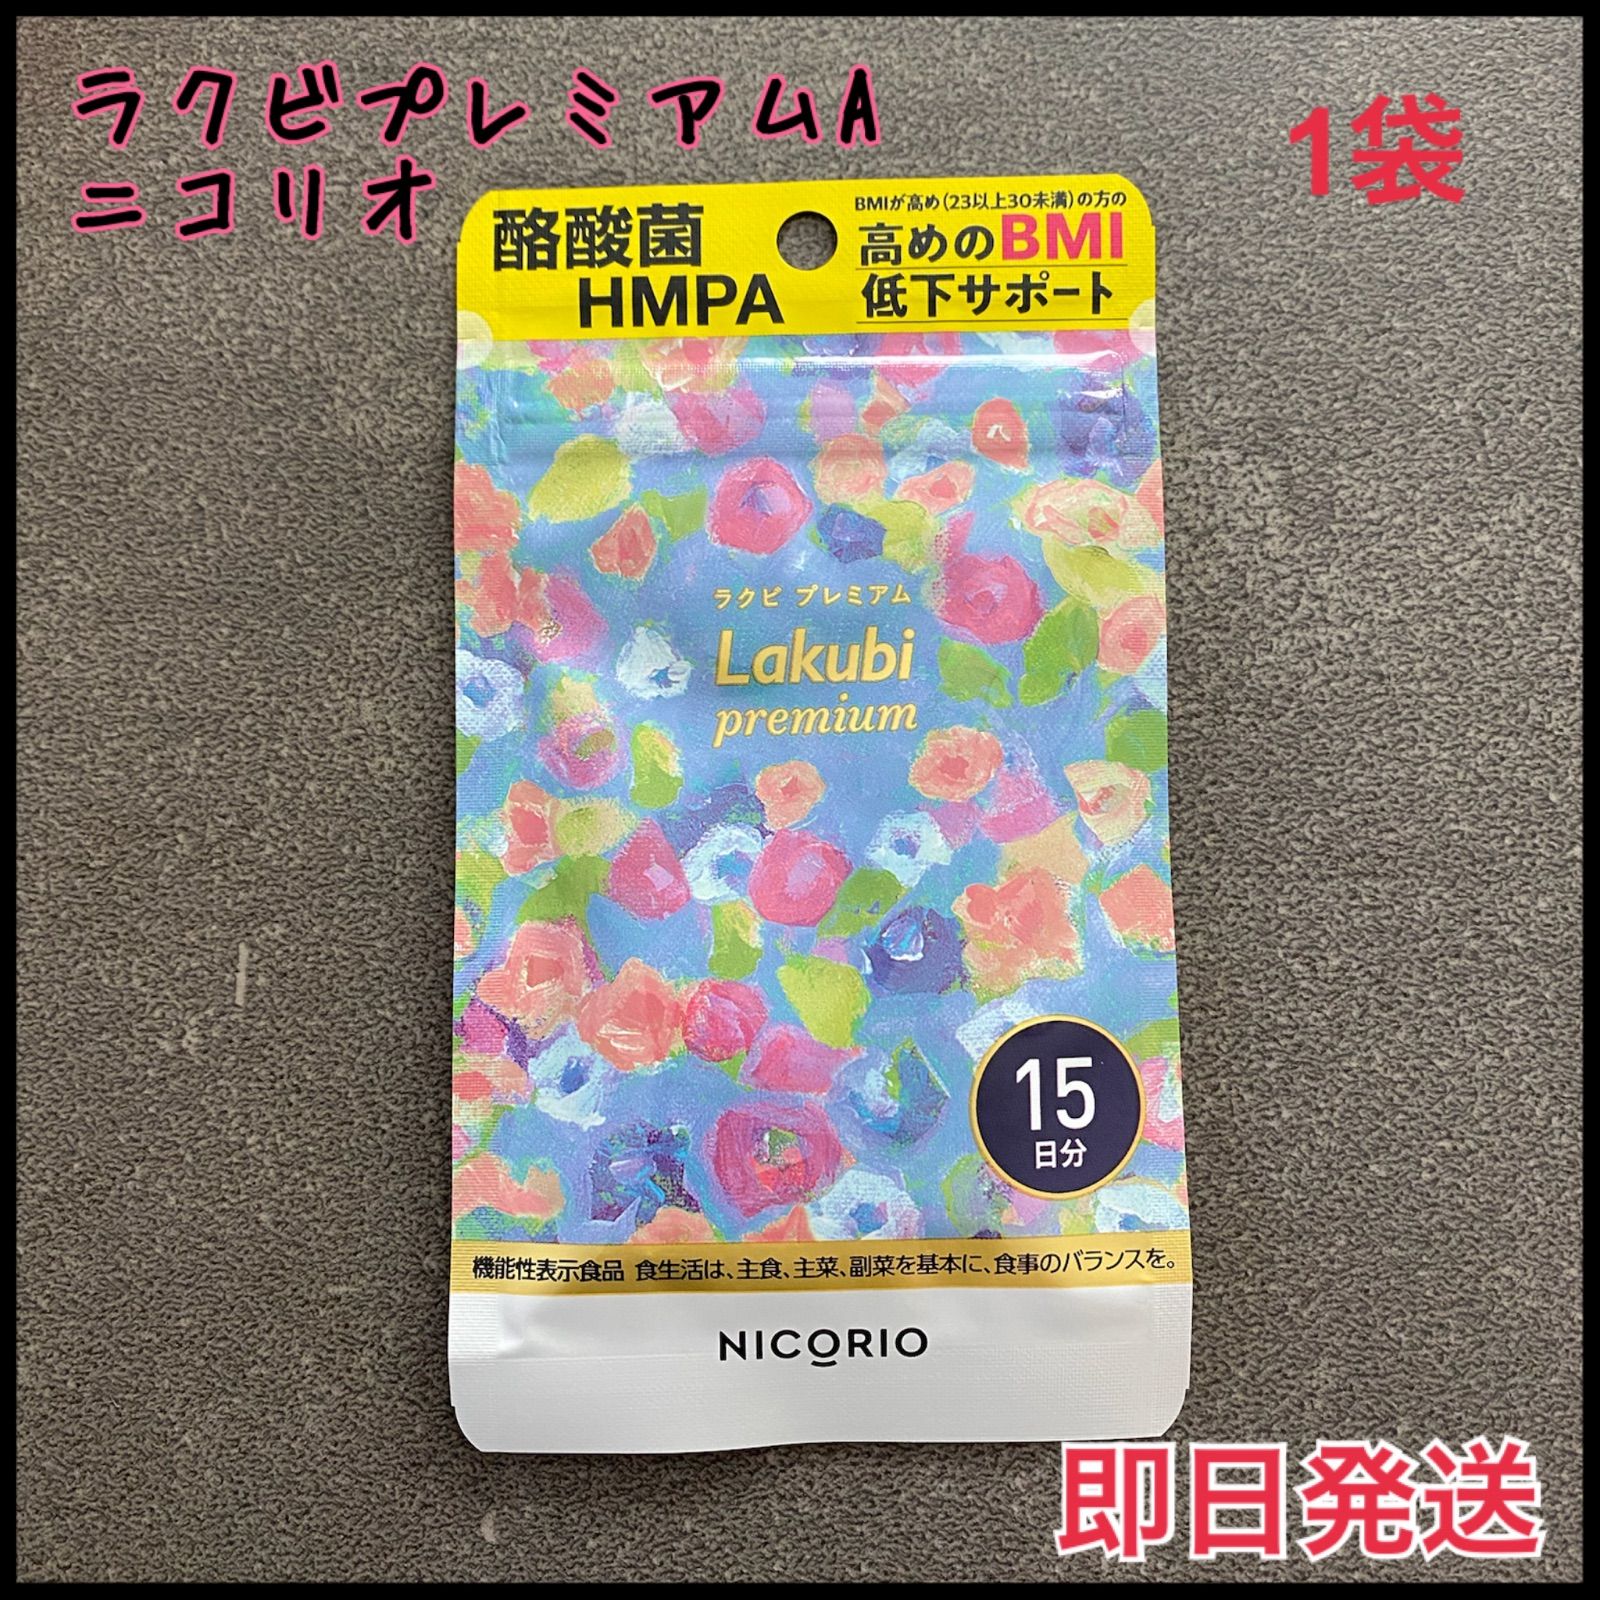 ラクビプレミアムA
ニコリオ
1袋
酪酸菌
HMPA
BMIが高め(23以上30未満)の方の
高めのBMI
低下サポート
ラクビ プレミアム
Lakubi
premium
15
日分
機能性表示食品 食生活は、主食、主菜、副菜を基本に、食事のバランスを。
NICORIO
即日発送